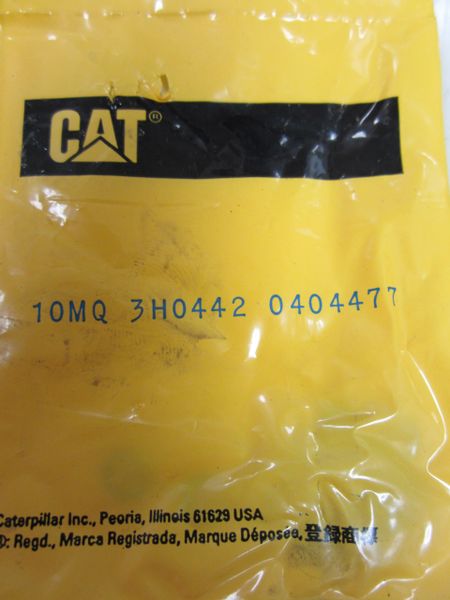 CAT®
10MQ 3H0442 0404477
Caterpillar Inc., Peoria, Illinois 61629 USA
®: Regd., Marca Registrada, Marque Déposée, 登録商標